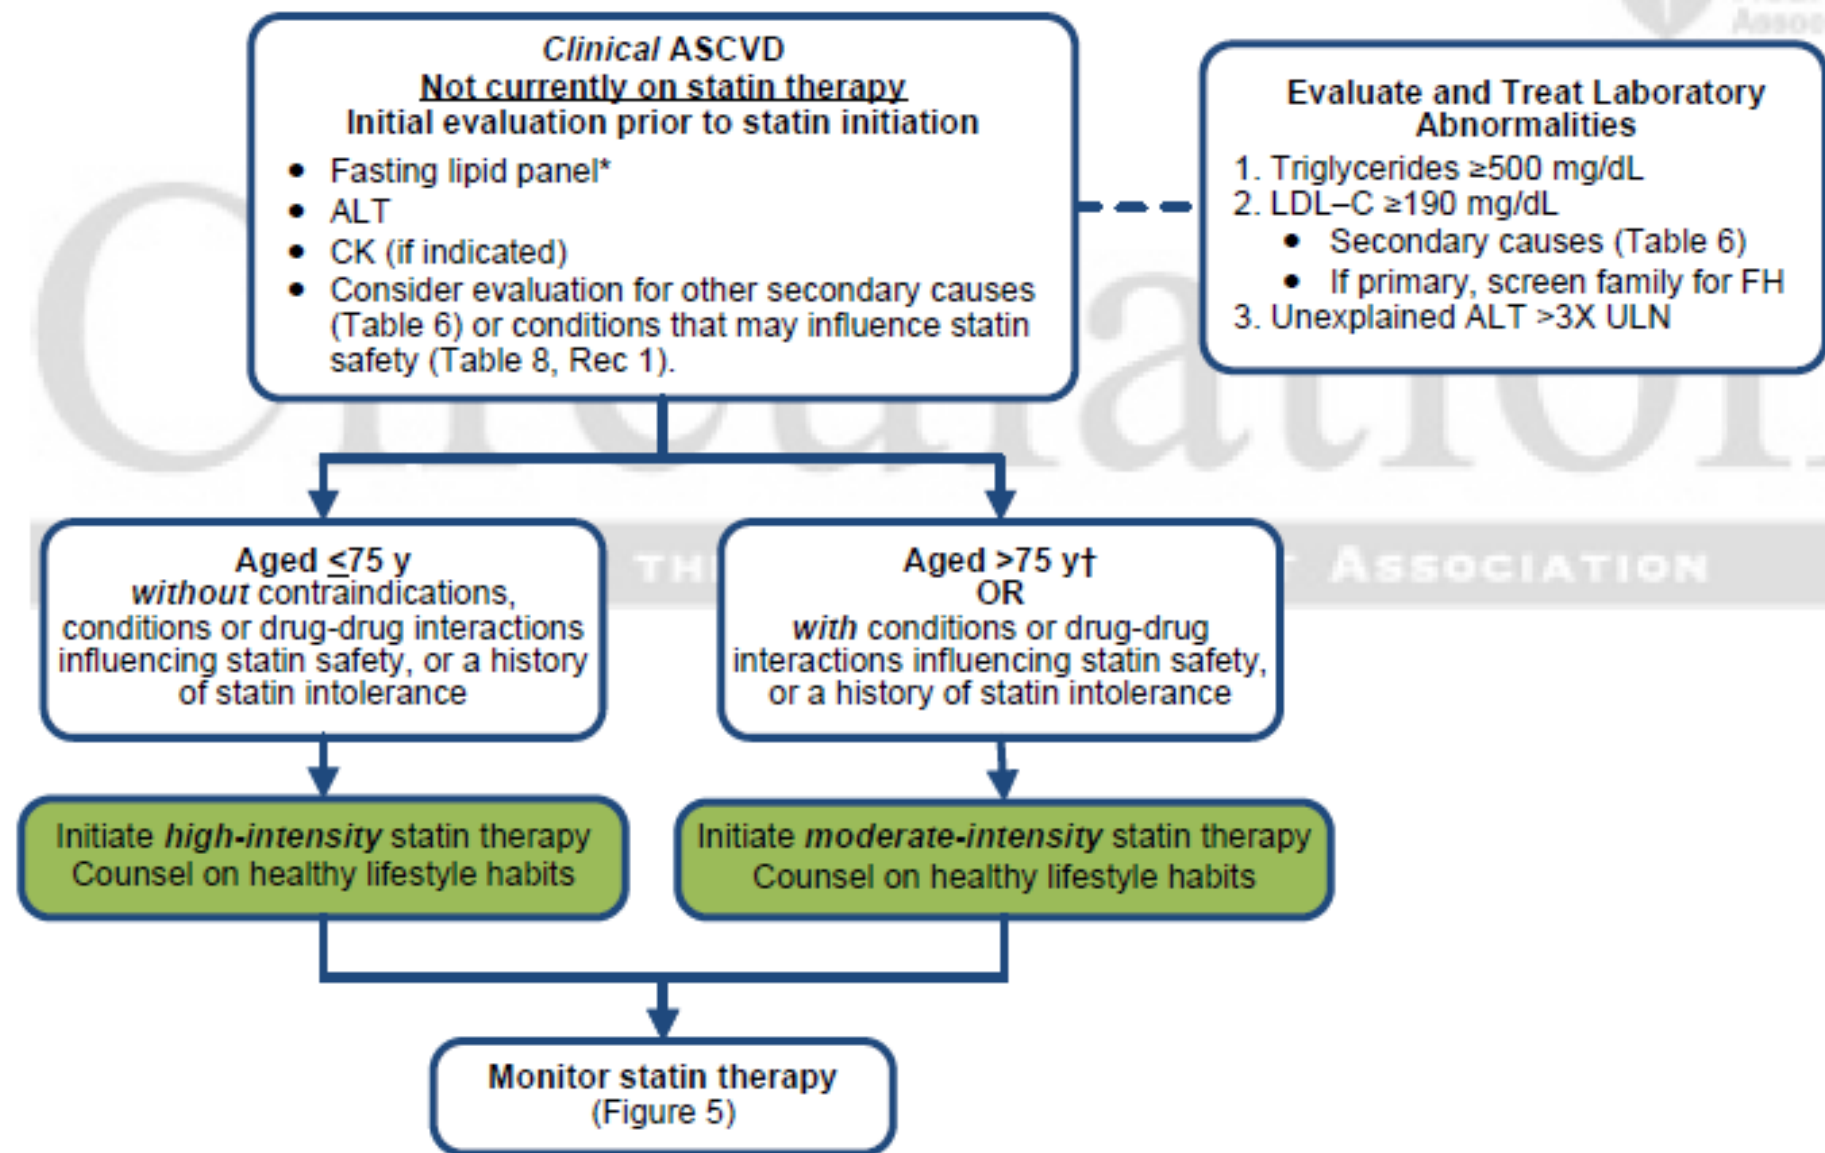 Assoc
Clinical ASCVD
Not currently on statin therapy
Initial evaluation prior to statin initiation
• Fasting lipid panel*
• ALT
• CK (if indicated)
• Consider evaluation for other secondary causes
(Table 6) or conditions that may influence statin
safety (Table 8, Rec 1).
Evaluate and Treat Laboratory
Abnormalities
1. Triglycerides ≥500 mg/dL
2. LDL–C ≥190 mg/dL
• Secondary causes (Table 6)
• If primary, screen family for FH
3. Unexplained ALT >3X ULN
Circulation
TH ASSOCIATION
Aged ≤75 y
without contraindications,
conditions or drug-drug interactions
influencing statin safety, or a history
of statin intolerance
Aged >75 y†
OR
with conditions or drug-drug
interactions influencing statin safety,
or a history of statin intolerance
Initiate high-intensity statin therapy
Counsel on healthy lifestyle habits
Initiate moderate-intensity statin therapy
Counsel on healthy lifestyle habits
Monitor statin therapy
(Figure 5)